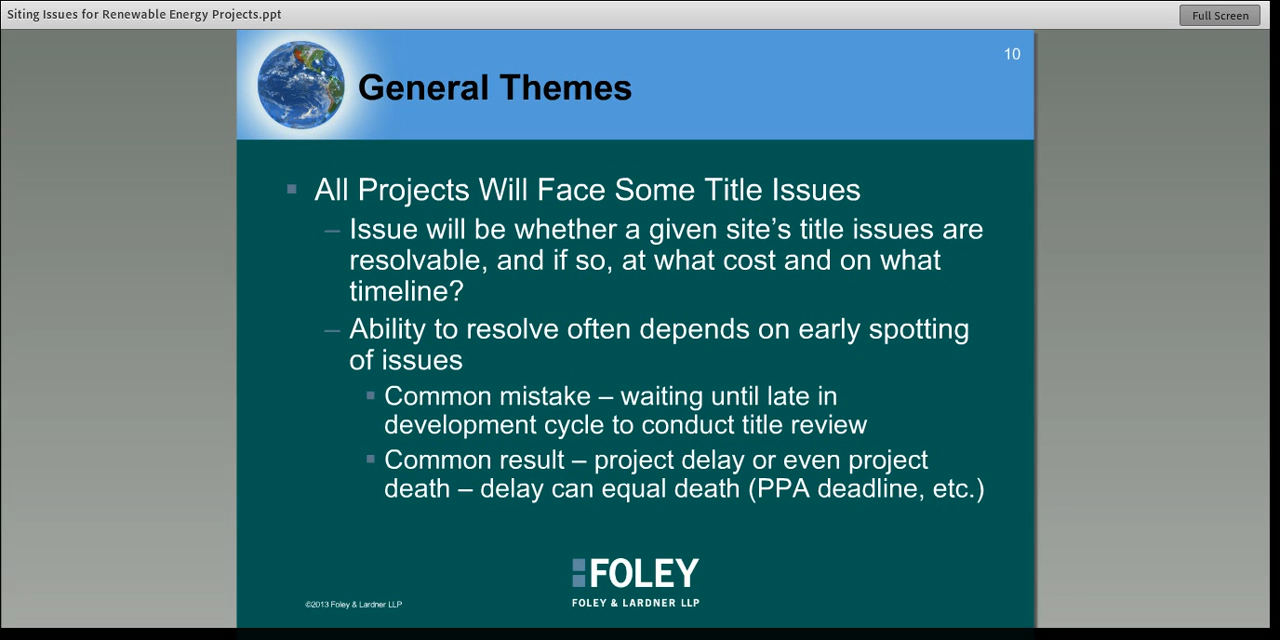 Siting Issues for Renewable Energy Projects.ppt
Full Screen
10
General Themes
All Projects Will Face Some Title Issues
– Issue will be whether a given site’s title issues are
resolvable, and if so, at what cost and on what
timeline?
– Ability to resolve often depends on early spotting
of issues
Common mistake – waiting until late in
development cycle to conduct title review
Common result – project delay or even project
death – delay can equal death (PPA deadline, etc.)
FOLEY
FOLEY & LARDNER LLP
©2013 Foley & Lardner LLP